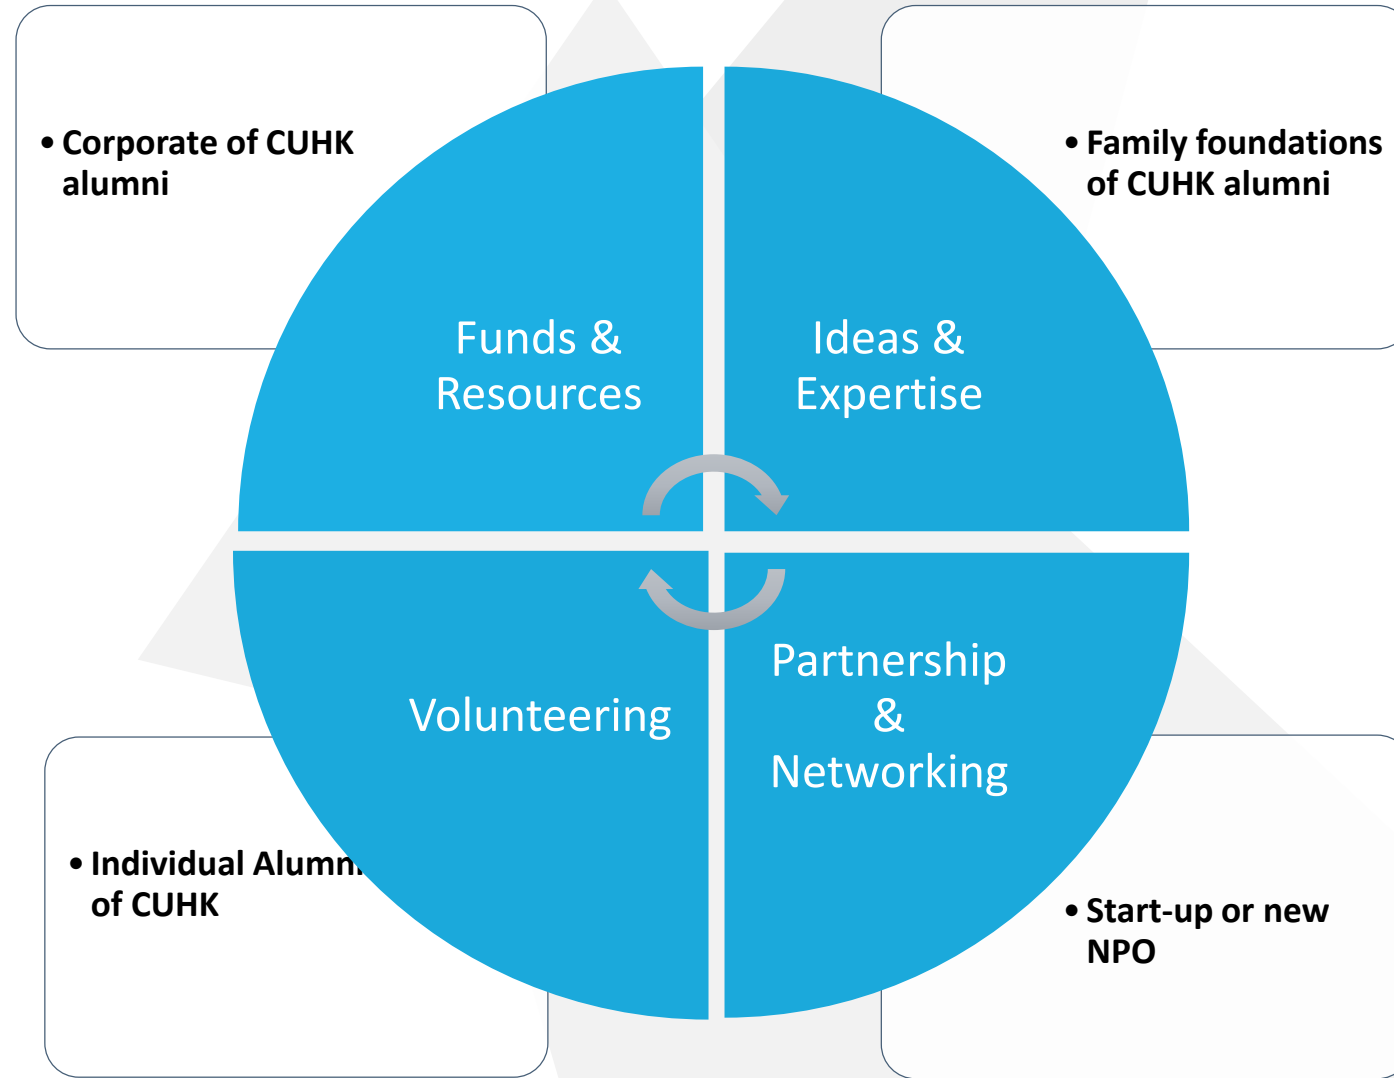 • Corporate of CUHK
alumni
• Family foundations
of CUHK alumni
Funds &
Resources
Ideas &
Expertise
Volunteering
Partnership
&
Networking
• Individual Alumni
of CUHK
• Start-up or new
NPO